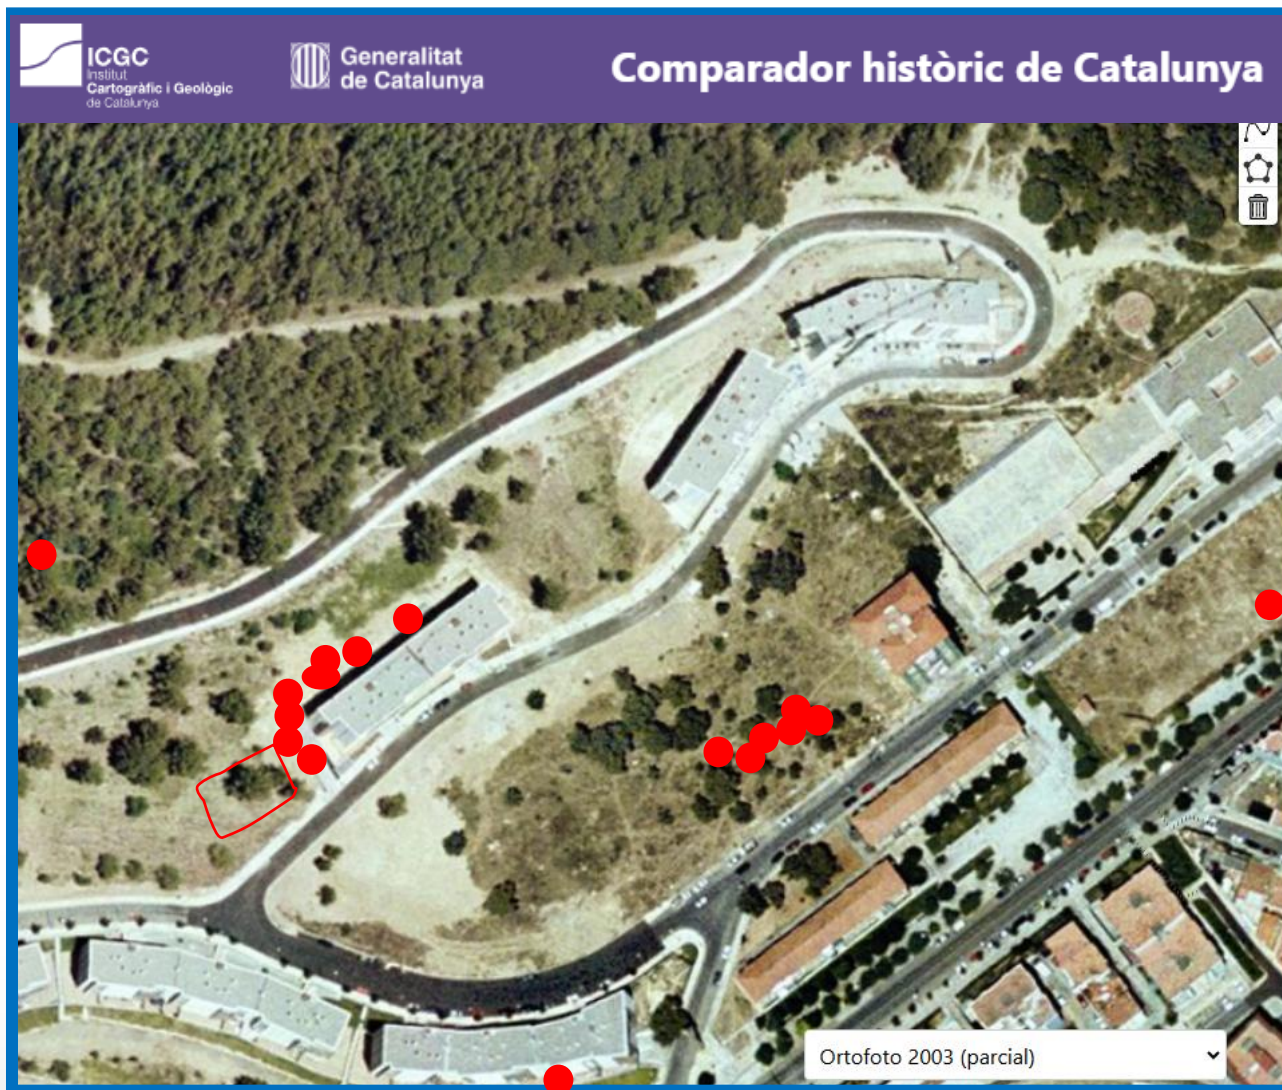 ICGC
Institut
Cartogràfic i Geològic
de Catalunya
Generalitat
de Catalunya
Comparador històric de Catalunya
Ortofoto 2003 (parcial)